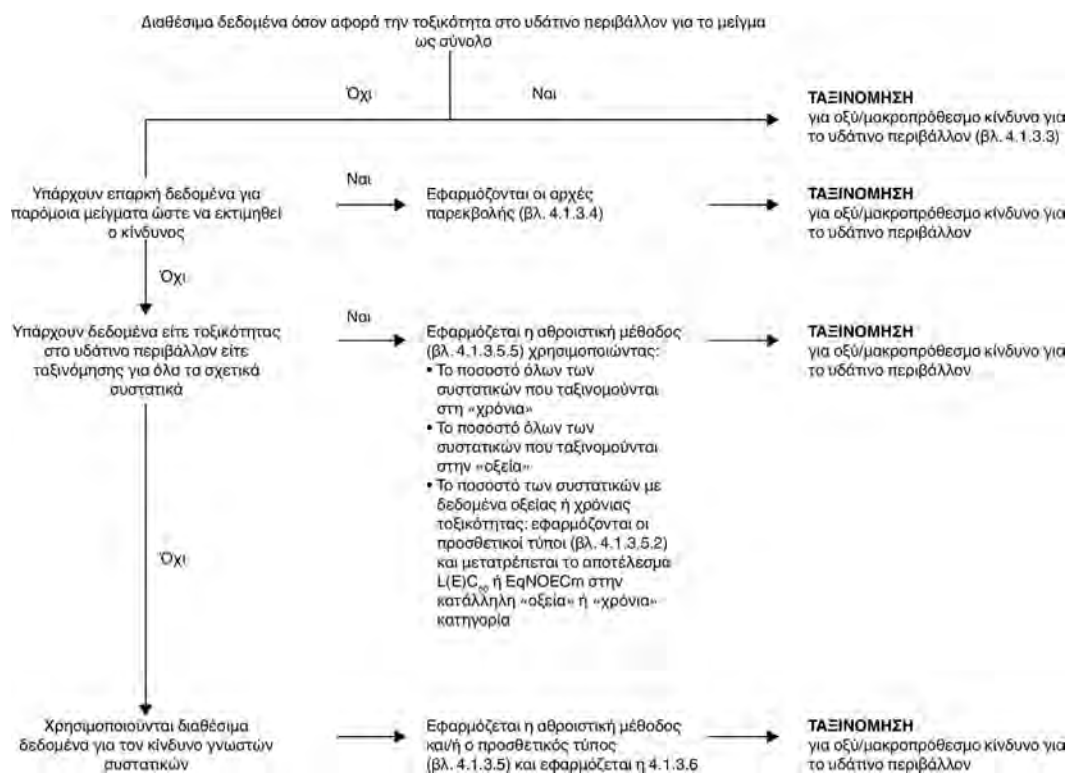 Διαθέσιμα δεδομένα όσον αφορά την τοξικότητα στο υδάτινο περιβάλλον για το μείγμα
ως σύνολο
Όχι
Ναι
ΤΑΞΙΝΟΜΗΣΗ
για οξύ/μακροπρόθεσμο κίνδυνο για
το υδάτινο περιβάλλον (βλ. 4.1.3.3)
Υπάρχουν επαρκή δεδομένα για
παρόμοια μείγματα ώστε να εκτιμηθεί
ο κίνδυνος
Ναι
Εφαρμόζονται οι αρχές
παρεκβολής (βλ. 4.1.3.4)
ΤΑΞΙΝΟΜΗΣΗ
για οξύ/μακροπρόθεσμο κίνδυνο για
το υδάτινο περιβάλλον
Όχι
Υπάρχουν δεδομένα είτε τοξικότητας
στο υδάτινο περιβάλλον είτε
ταξινόμησης για όλα τα σχετικά
συστατικά
Ναι
Εφαρμόζεται η αθροιστική μέθοδος
(βλ. 4.1.3.5.5) χρησιμοποιώντας:
• Το ποσοστό όλων των
συστατικών που ταξινομούνται
στη «χρόνια»
• Το ποσοστό όλων των
συστατικών που ταξινομούνται
στην «οξεία»
• Το ποσοστό των συστατικών με
δεδομένα οξείας ή χρόνιας
τοξικότητας: εφαρμόζονται οι
προσθετικοί τύποι (βλ. 4.1.3.5.2)
και μετατρέπεται το αποτέλεσμα
L(E)C₅₀ ή EqNOECm στην
κατάλληλη «οξεία» ή «χρόνια»
κατηγορία
ΤΑΞΙΝΟΜΗΣΗ
για οξύ/μακροπρόθεσμο κίνδυνο για
το υδάτινο περιβάλλον
Όχι
Χρησιμοποιούνται διαθέσιμα
δεδομένα για τον κίνδυνο γνωστών
συστατικών
Εφαρμόζεται η αθροιστική μέθοδος
και/ή ο προσθετικός τύπος
(βλ. 4.1.3.5) και εφαρμόζεται η 4.1.3.6
ΤΑΞΙΝΟΜΗΣΗ
για οξύ/μακροπρόθεσμο κίνδυνο για
το υδάτινο περιβάλλον